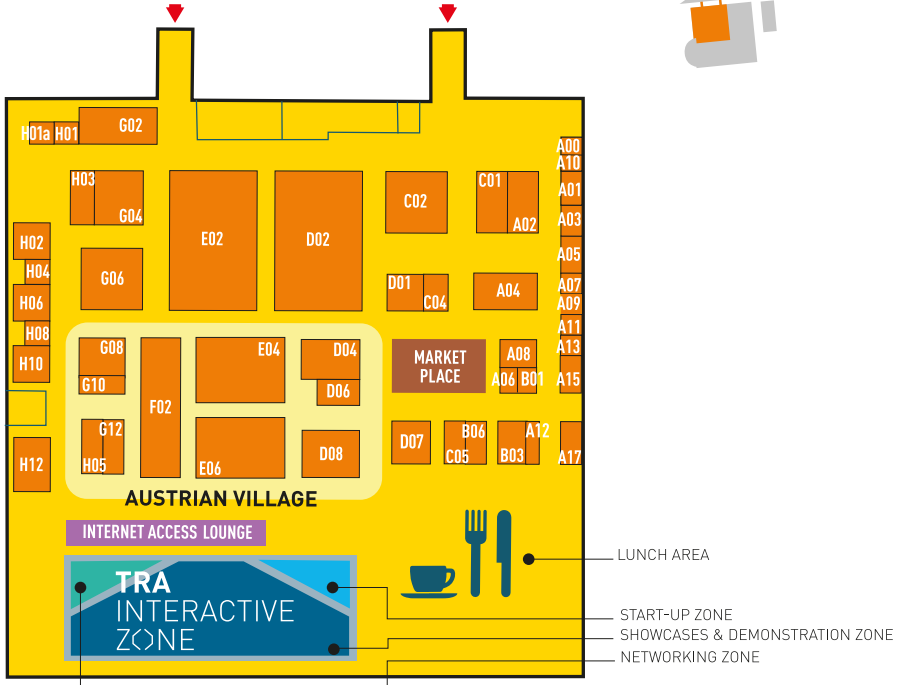 H01a
H01
G02
A00
A10
H03
G04
E02
D02
C02
C01
A02
A01
A03
H02
H04
G06
D01
C04
A04
A05
A07
A09
H06
H08
H10
A11
A13
A15
G08
G10
F02
E04
D04
D06
MARKET
PLACE
A08
A06
B01
H12
G12
H05
E06
D08
D07
B06
C05
A12
B03
A17
AUSTRIAN VILLAGE
INTERNET ACCESS LOUNGE
TRA
INTERACTIVE
ZONE
LUNCH AREA
START-UP ZONE
SHOWCASES & DEMONSTRATION ZONE
NETWORKING ZONE